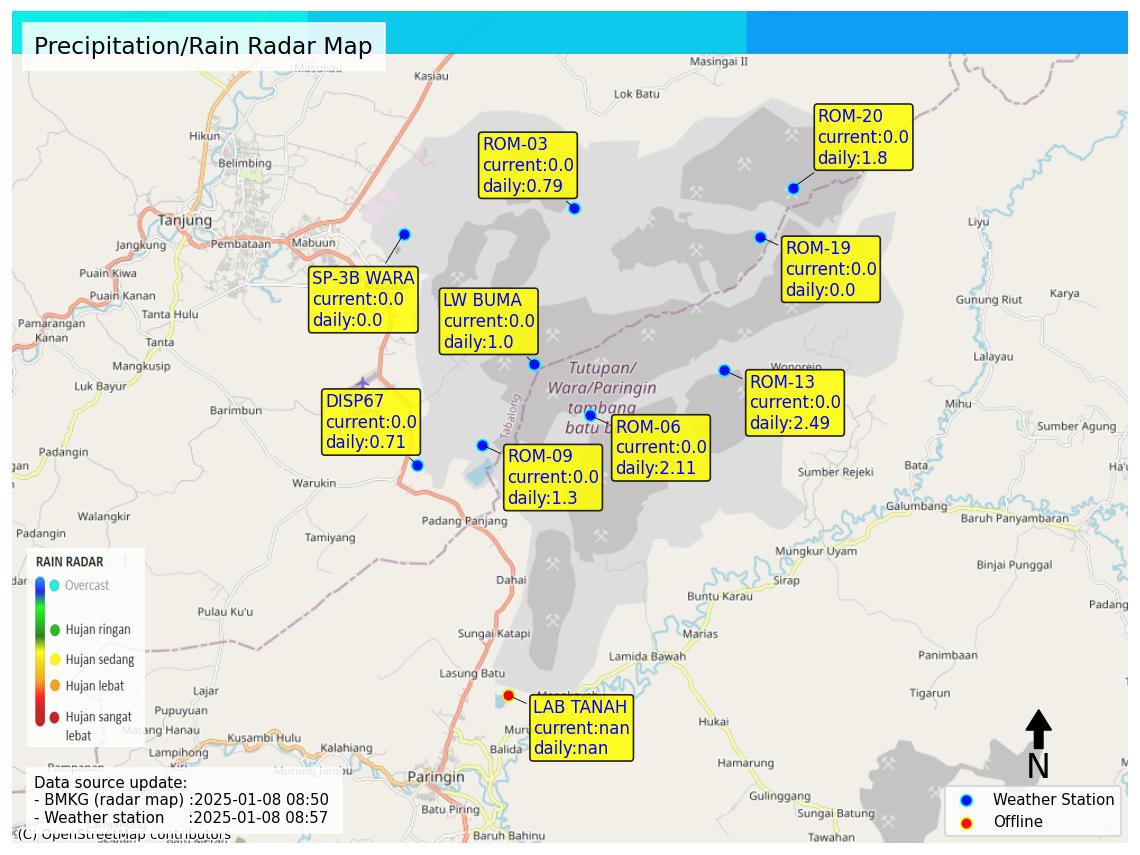 Precipitation/Rain Radar Map
Masingai II
Kasiau
Lok Batu
ROM-20
current:0.0
daily:1.8
ROM-03
current:0.0
daily:0.79
Hikun
Belimbing
Tanjung
Liyu
Jangkung
Pembataan
Mabuun
ROM-19
current:0.0
daily:0.0
Puain Kiwa
SP-3B WARA
current:0.0
daily:0.0
Puain Kanan
Tanta Hulu
LW BUMA
current:0.0
daily:1.0
Gunung Riut
Karya
Pamarangan
Kanan
Tanta
Mangkusip
Lalayau
Tutupan/
Wara/Paringin
tambang
batu b
Wonorejo
ROM-13
current:0.0
daily:2.49
Luk Bayur
Barimbun
Tabalong
DISP67
current:0.0
daily:0.71
Mihu
Sumber Agung
ROM-06
current:0.0
daily:2.11
ROM-09
current:0.0
daily:1.3
Padangin
gan
Bata
Ha'u
Sumber Rejeki
Warukin
Galumbang
Walangkir
Padang Panjang
Baruh Panyambaran
Padangin
Tamiyang
Mungkur Uyam
Binjai Punggal
RAIN RADAR
Overcast
Hujan ringan
Hujan sedang
Hujan lebat
Hujan sangat
lebat
Dahai
Sirap
Buntu Karau
Padang
Pulau Ku'u
Sungai Katapi
Marias
Lamida Bawah
Panimbaan
Lasung Batu
Lajar
Tigarun
LAB TANAH
current:nan
daily:nan
Pupuyuan
Matang Hanau
Hukai
Kusambi Hulu
Muru
Lampihong
Kalahiang
Balida
Hamarung
N
Murung Jambu
Paringin
Data source update:
- BMKG (radar map) :2025-01-08 08:50
- Weather station :2025-01-08 08:57
Gulinggang
Weather Station
Offline
Batu Piring
Sungai Batung
(C) OpenStreetMap contributors
Baruh Bahinu
Tawahan